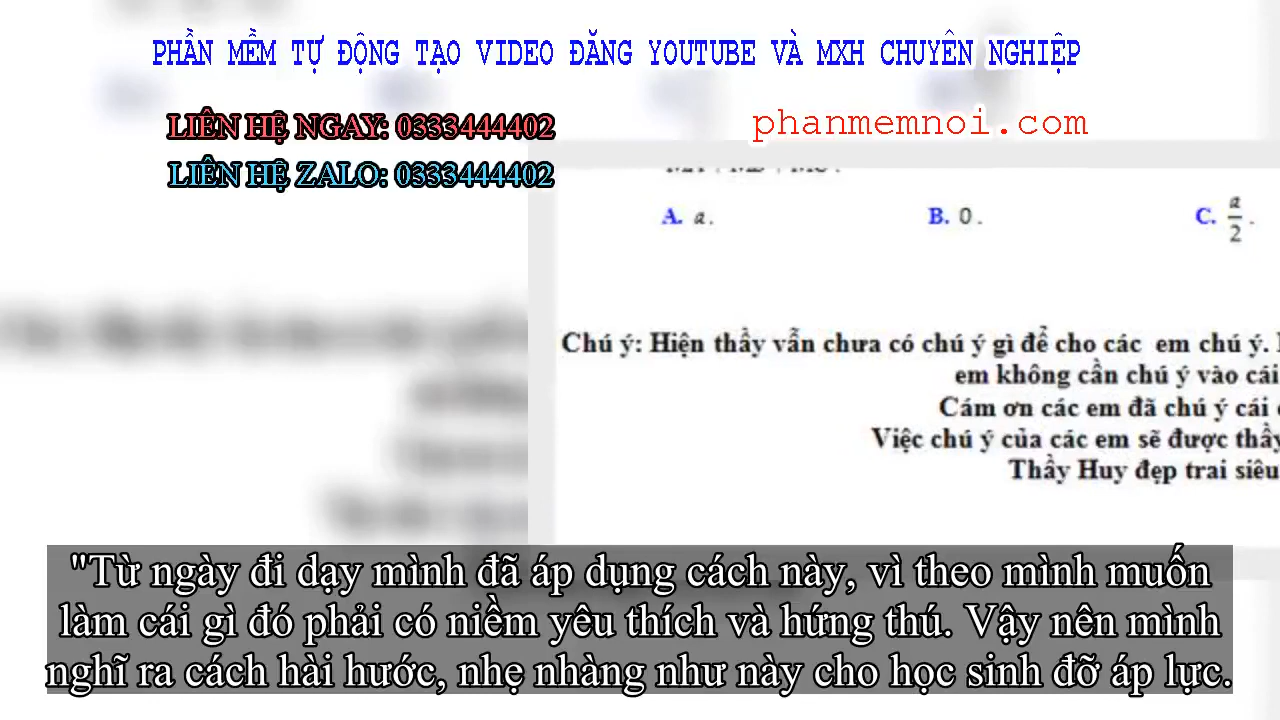 PHẦN MỀM TỰ ĐỘNG TẠO VIDEO ĐĂNG YOUTUBE VÀ MXH CHUYÊN NGHIỆP
LIÊN HỆ NGAY: 0333444402
phanmemnoi.com
LIÊN HỆ ZALO: 0333444402
A. a.
B. 0.
C. a/2.
Chú ý: Hiện thầy vẫn chưa có chú ý gì để cho các em chú ý.
em không cần chú ý vào cái
Cám ơn các em đã chú ý cái
Việc chú ý của các em sẽ được thầy
Thầy Huy đẹp trai siêu
"Từ ngày đi dạy mình đã áp dụng cách này, vì theo mình muốn
làm cái gì đó phải có niềm yêu thích và hứng thú. Vậy nên mình
nghĩ ra cách hài hước, nhẹ nhàng như này cho học sinh đỡ áp lực.